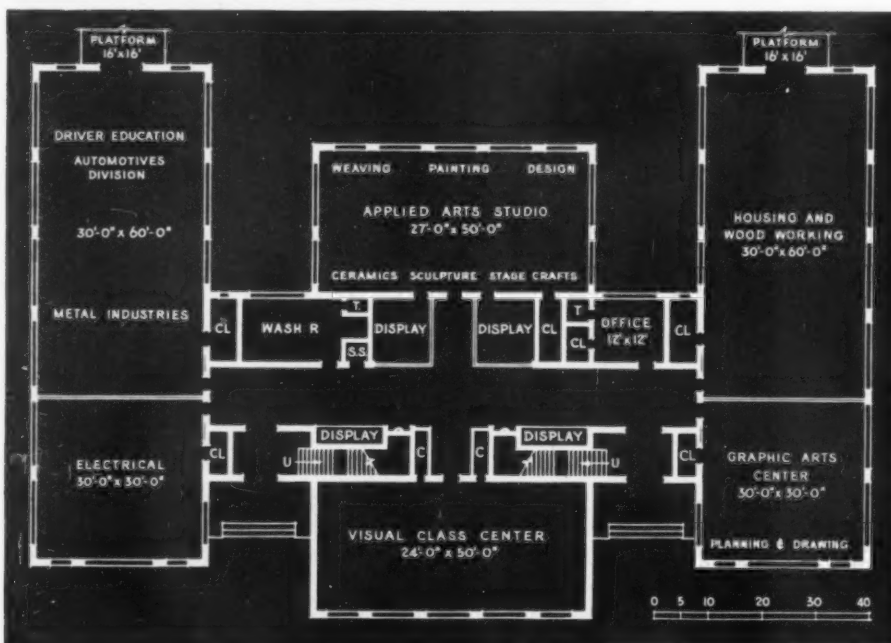 PLATFORM
16'x16'
PLATFORM
16'x16'
DRIVER EDUCATION
AUTOMOTIVES
DIVISION
30'-0"x 60'-0"
METAL INDUSTRIES
WEAVING PAINTING DESIGN
APPLIED ARTS STUDIO
27'-0"x 50'-0"
CERAMICS SCULPTURE STAGE CRAFTS
HOUSING AND
WOOD WORKING
30'-0"x60'-0"
CL
WASH R
T.
S.S.
DISPLAY
DISPLAY
CL
T.
CL
OFFICE
12'x12'
CL
ELECTRICAL
30'-0"x 30'-0"
CL
U
DISPLAY
C
C
DISPLAY
U
CL
GRAPHIC ARTS
CENTER
30'-0"x 30'-0"
PLANNING & DRAWING
VISUAL CLASS CENTER
24'-0"x 50'-0"
0 5 10 20 30 40